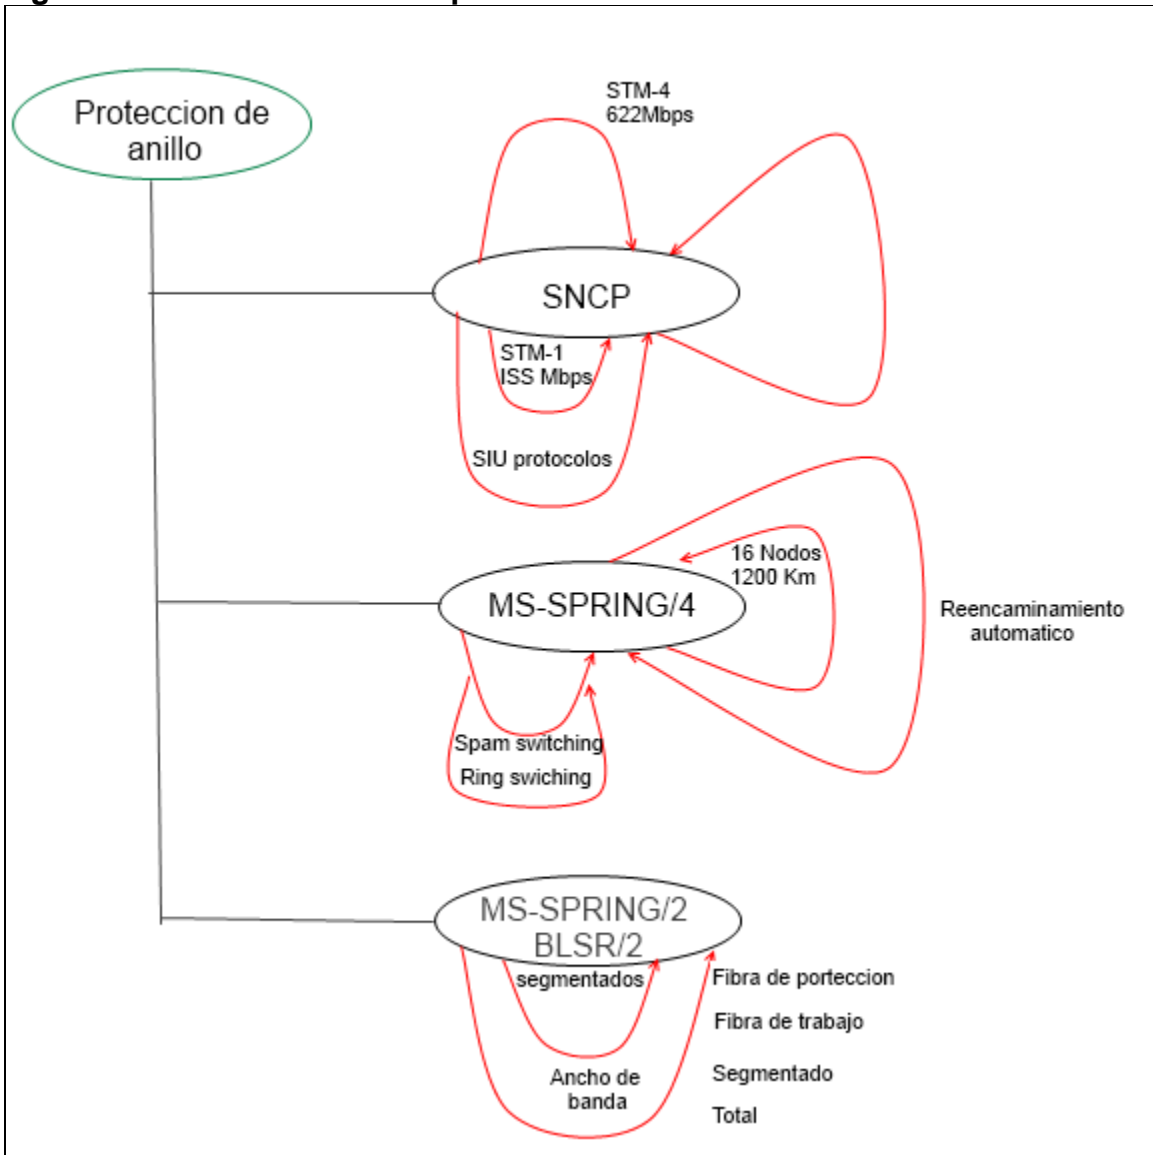 Proteccion de
anillo
STM-4
622Mbps
SNCP
STM-1
ISS Mbps
SIU protocolos
MS-SPRING/4
16 Nodos
1200 Km
Reencaminamiento
automatico
Spam switching
Ring swiching
MS-SPRING/2
BLSR/2
segmentados
Fibra de porteccion
Fibra de trabajo
Ancho de
banda
Segmentado
Total